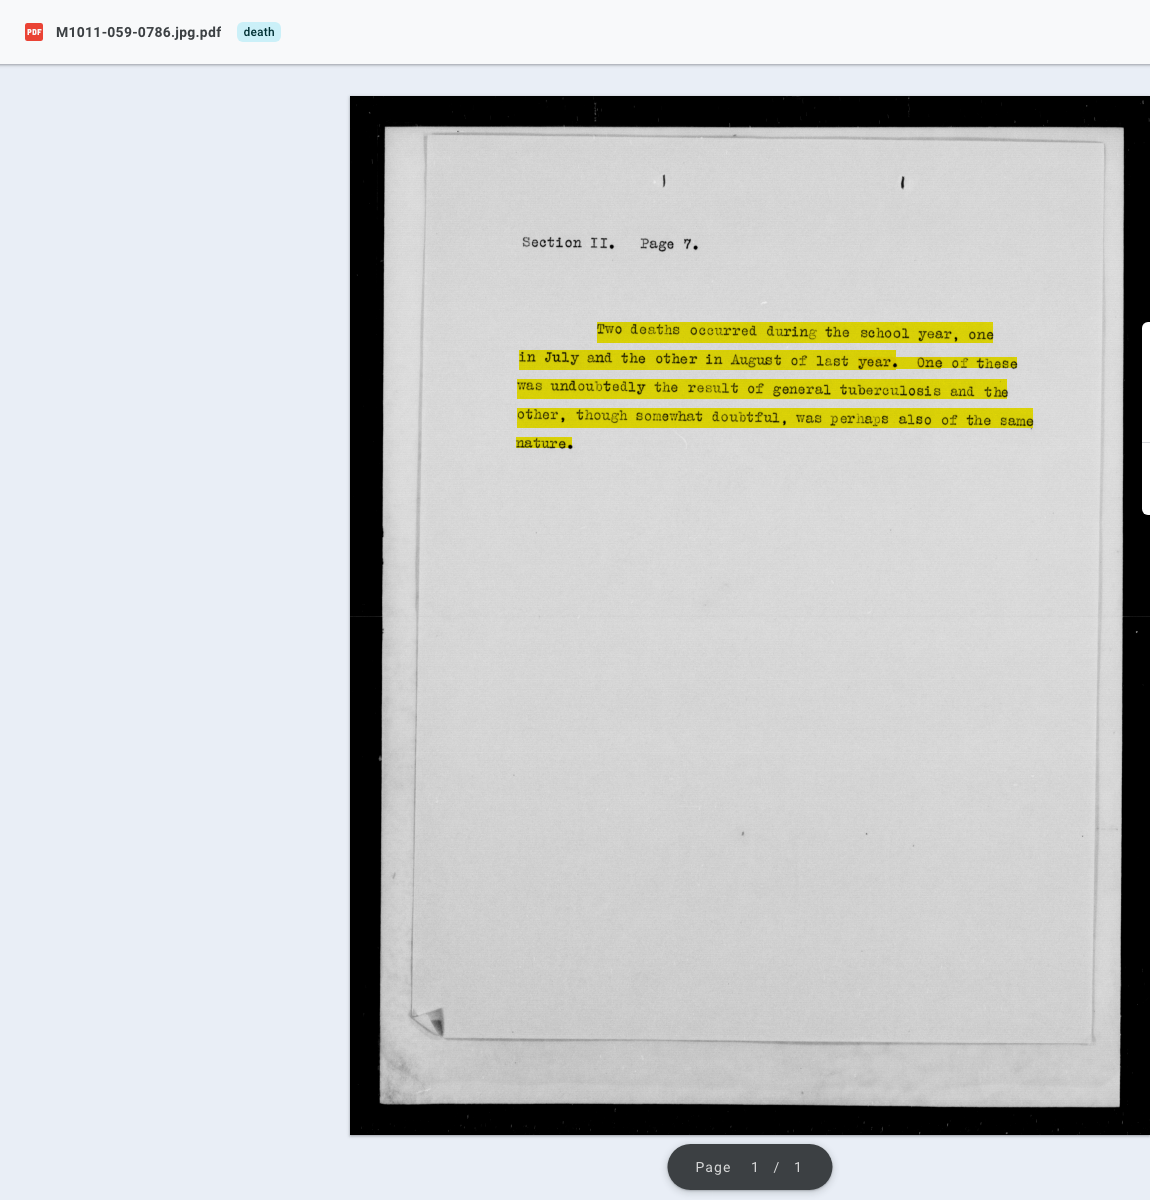 PDF M1011-059-0786.jpg.pdf death
Section II. Page 7.
Two deaths occurred during the school year, one
in July and the other in August of last year. One of these
was undoubtedly the result of general tuberculosis and the
other, though somewhat doubtful, was perhaps also of the same
nature.
Page 1 / 1